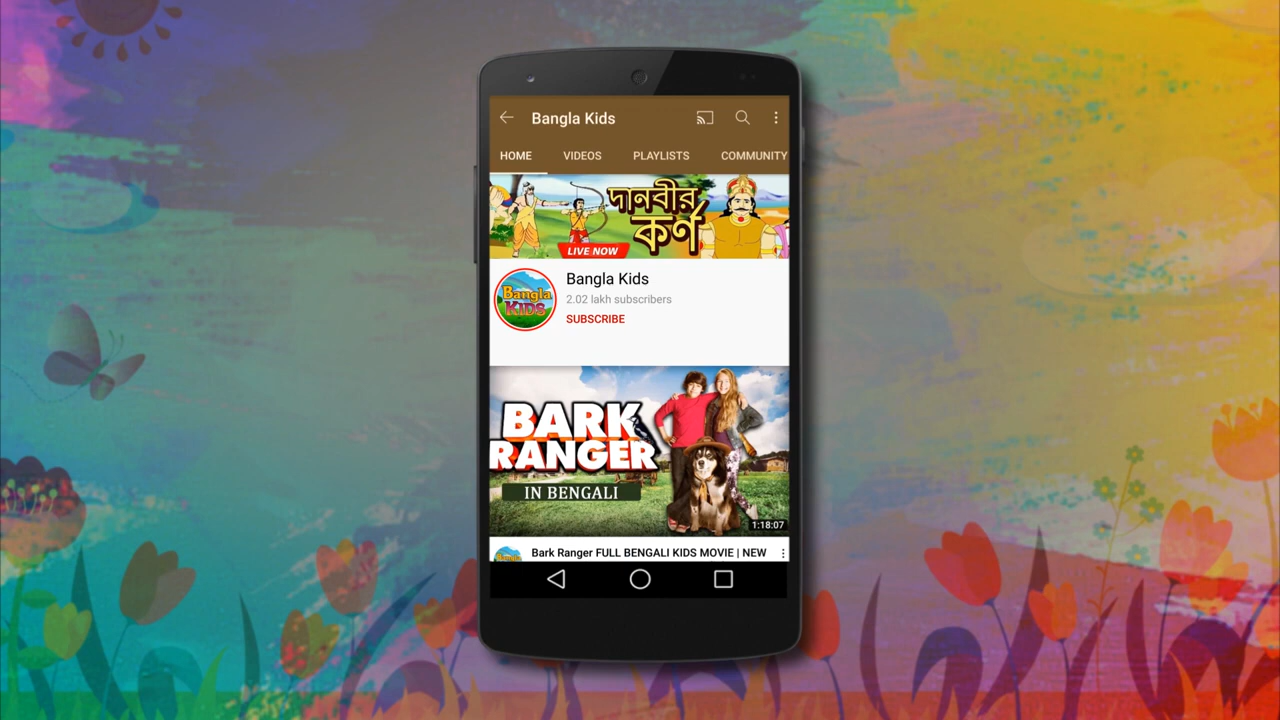 Bangla Kids
HOME VIDEOS PLAYLISTS COMMUNITY
দানবীর
কর্ণ
LIVE NOW
Bangla
KIDS
Bangla Kids
2.02 lakh subscribers
SUBSCRIBE
BARK
RANGER
IN BENGALI
1:18:07
Bangla
Bark Ranger FULL BENGALI KIDS MOVIE | NEW